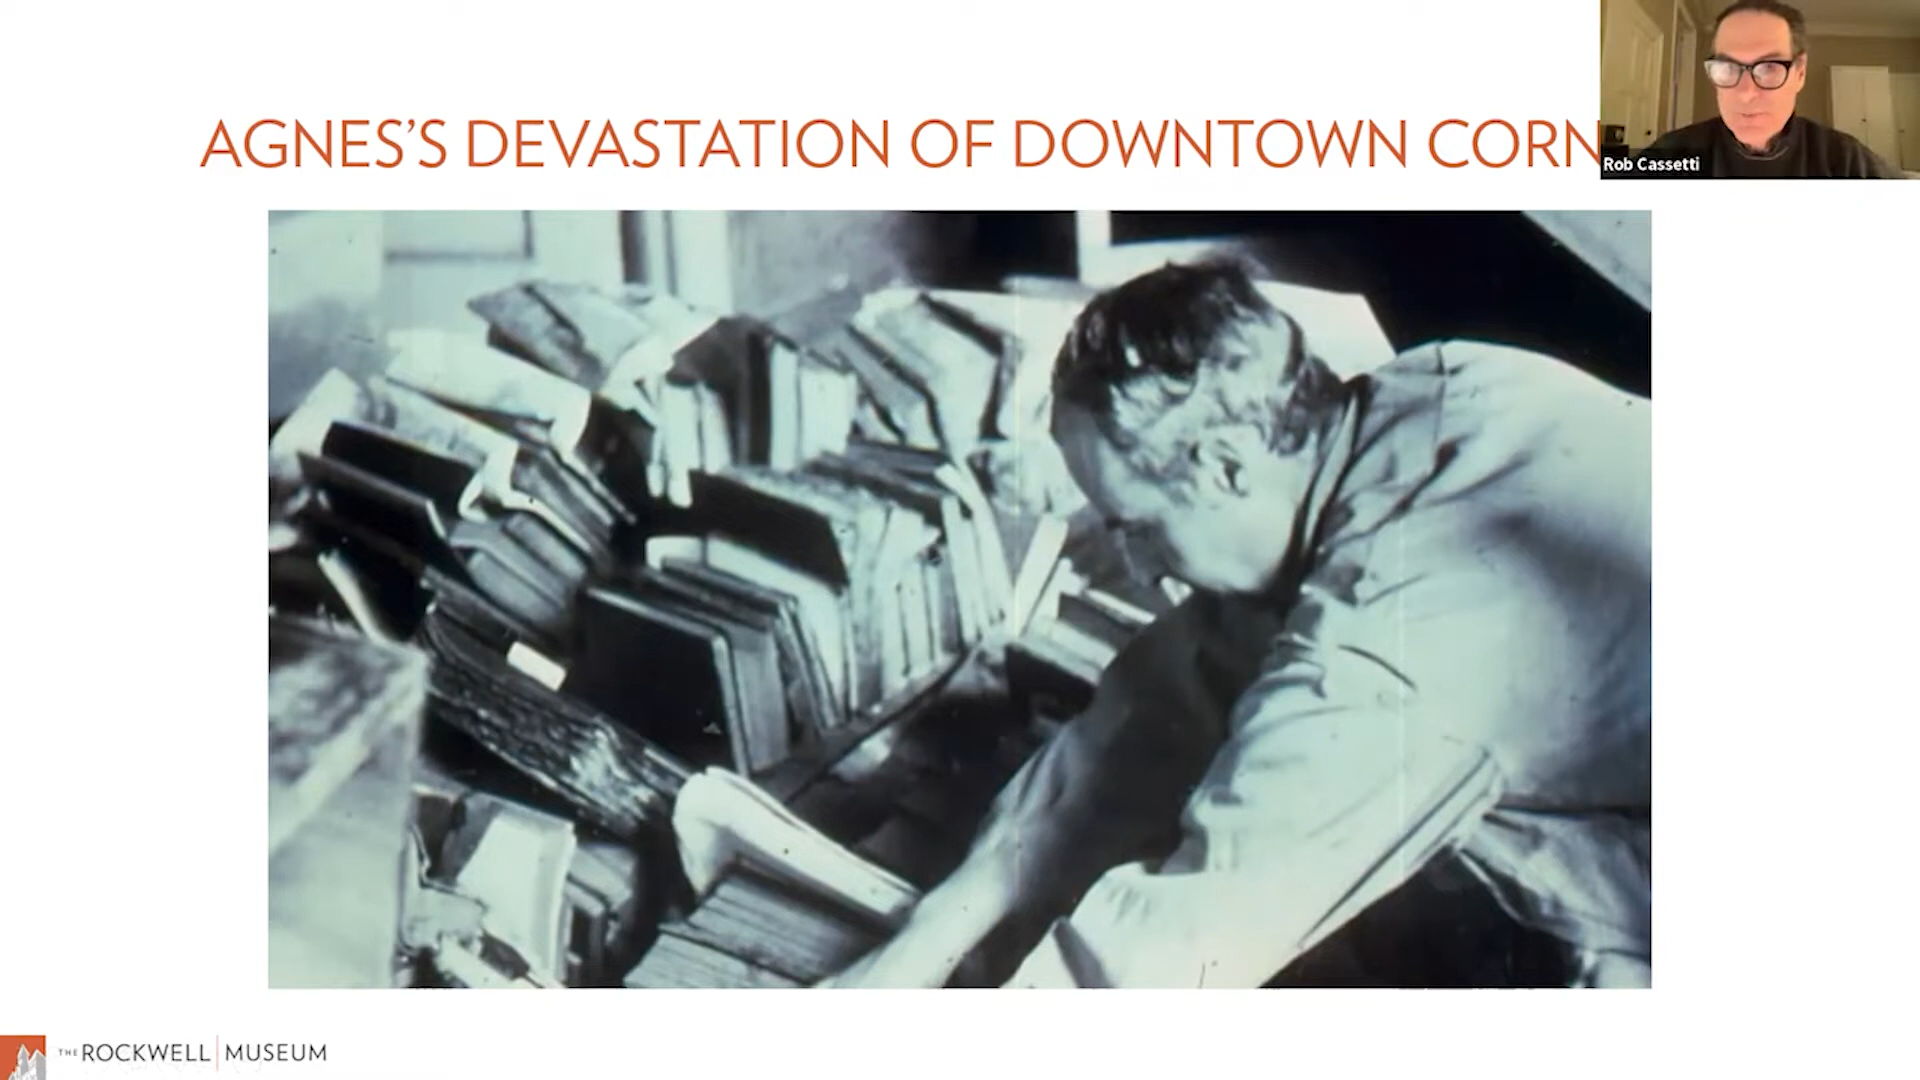 AGNES’S DEVASTATION OF DOWNTOWN CORN
Rob Cassetti
THE ROCKWELL | MUSEUM